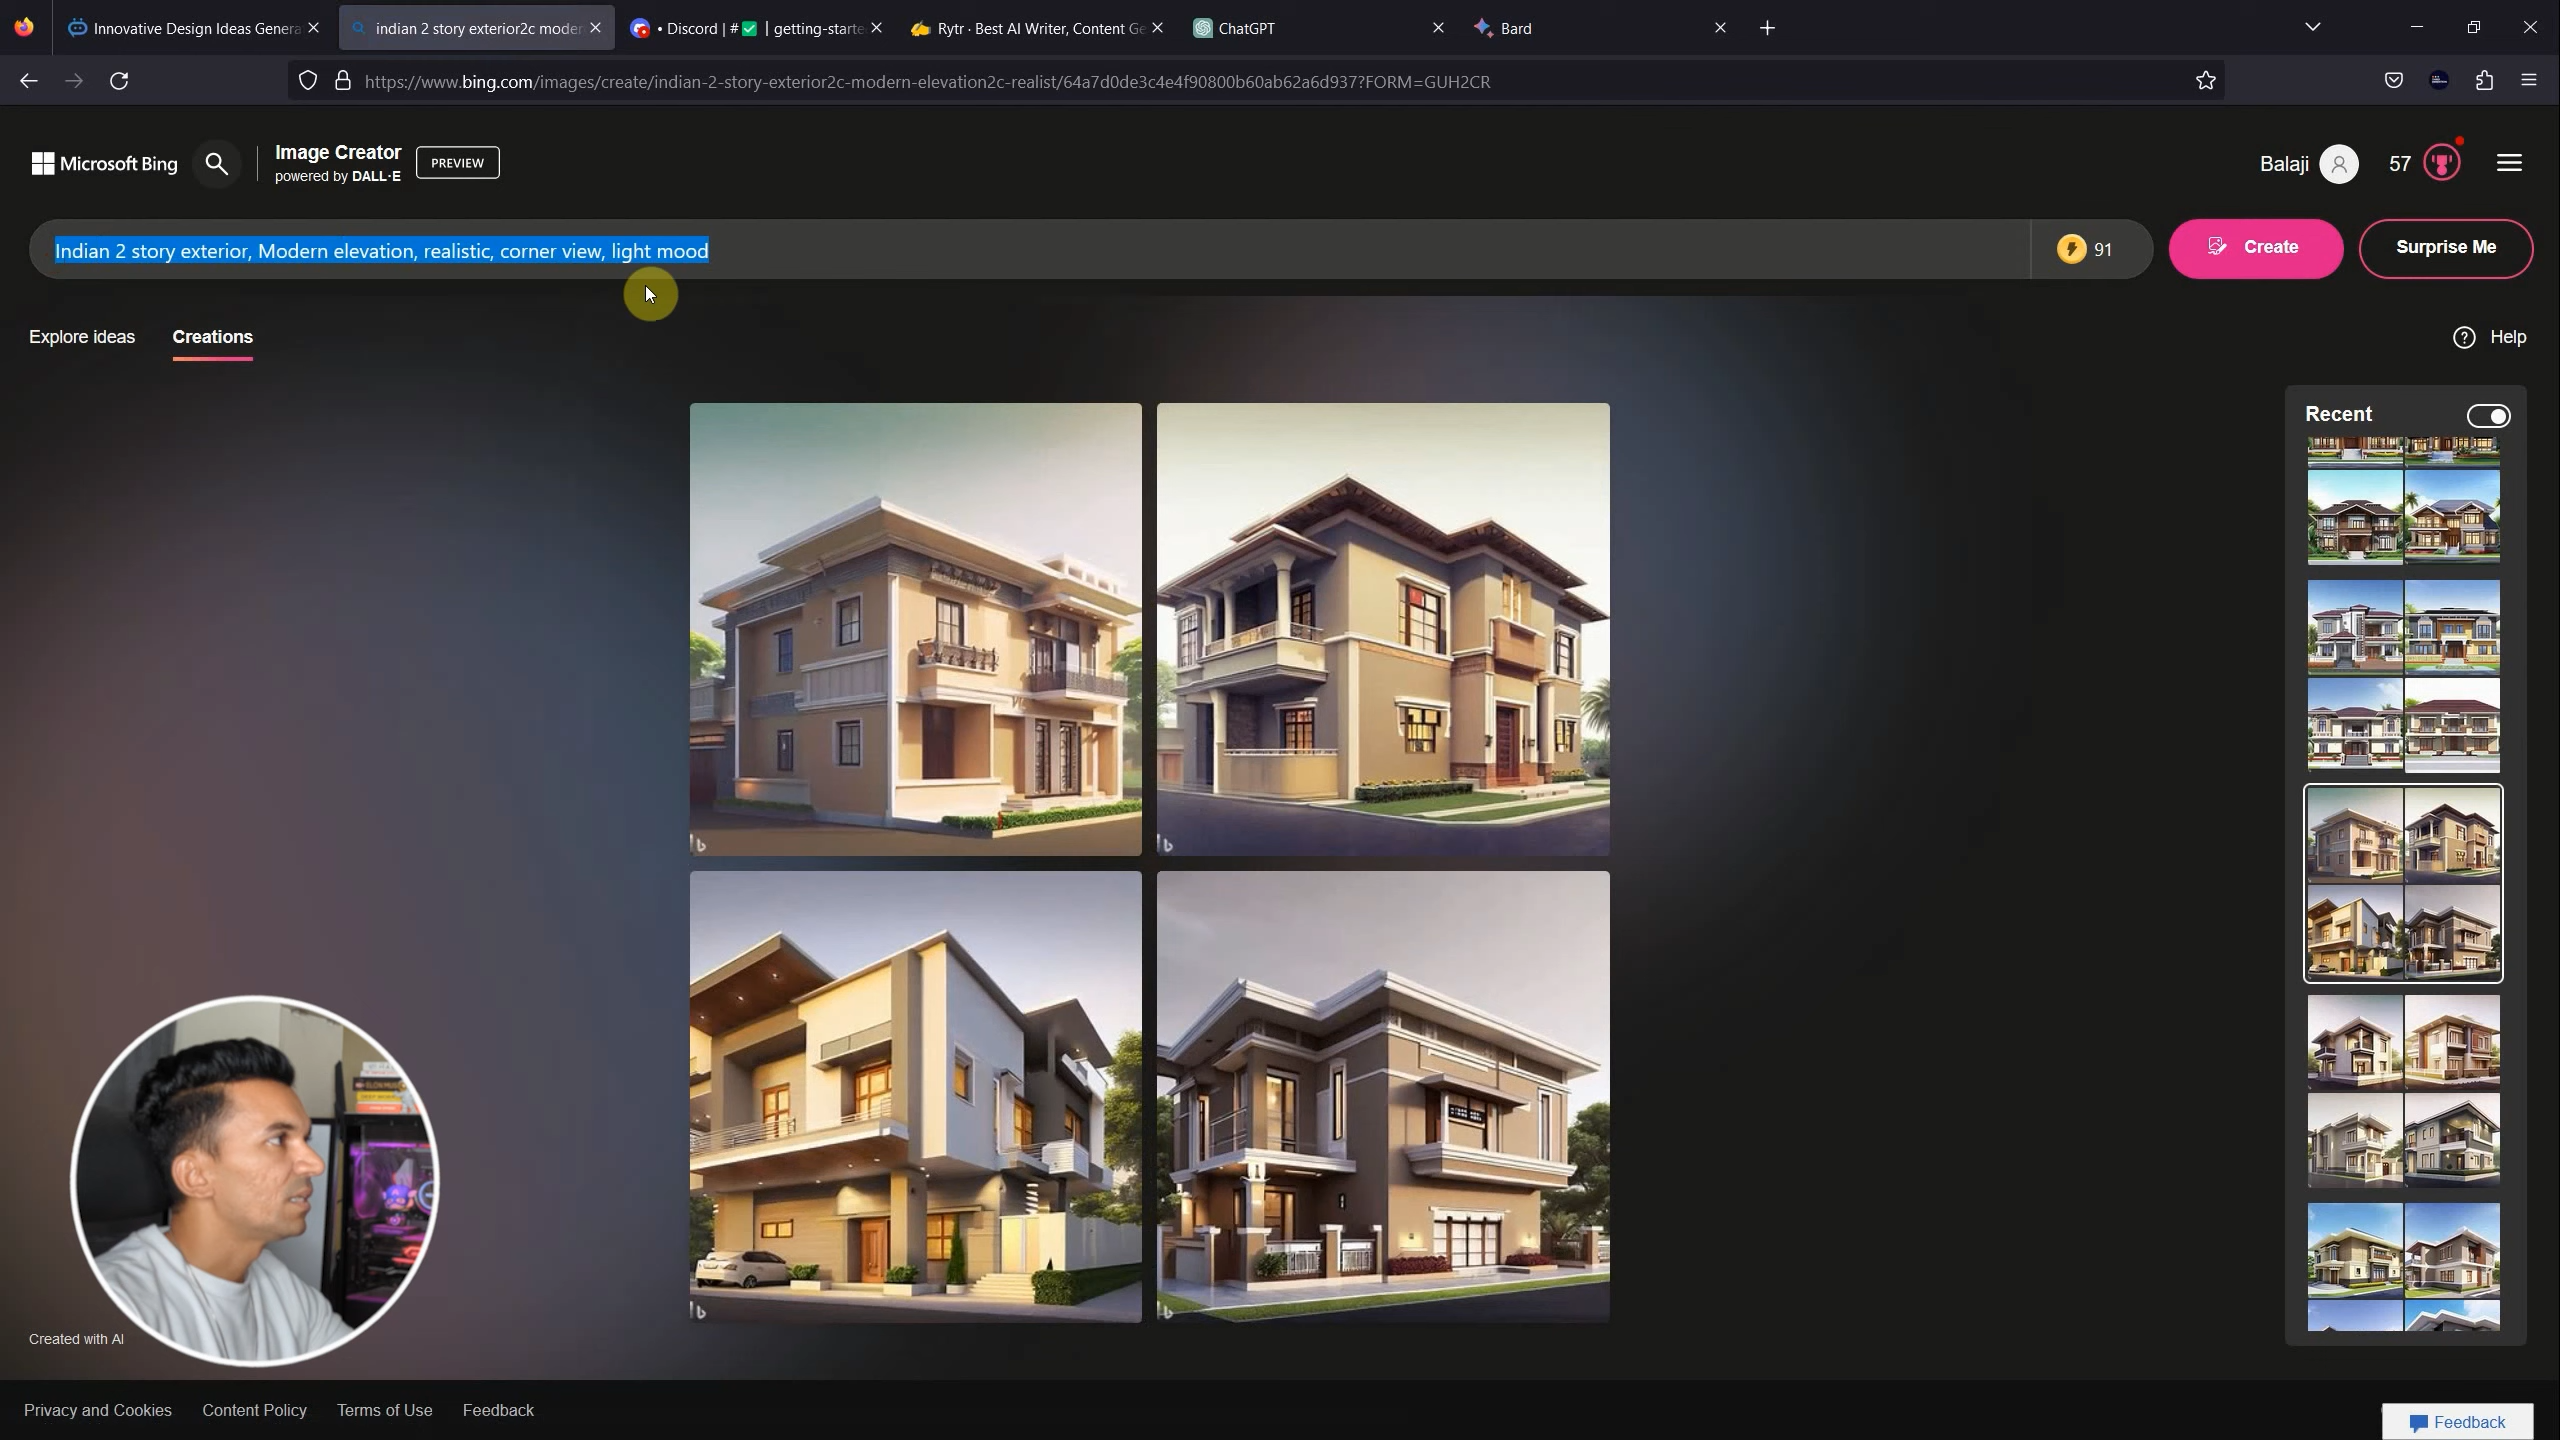 Innovative Design Ideas Genera
indian 2 story exterior2c moder
• Discord | #✅ | getting-starte
Rytr · Best AI Writer, Content Ge
ChatGPT
Bard
https://www.bing.com/images/create/indian-2-story-exterior2c-modern-elevation2c-realist/64a7d0de3c4e4f90800b60ab62a6d937?FORM=GUH2CR
Microsoft Bing
Image Creator
powered by DALL·E
PREVIEW
Balaji
57
Indian 2 story exterior, Modern elevation, realistic, corner view, light mood
91
Create
Surprise Me
Explore ideas
Creations
Help
Recent
Created with AI
Privacy and Cookies
Content Policy
Terms of Use
Feedback
Feedback